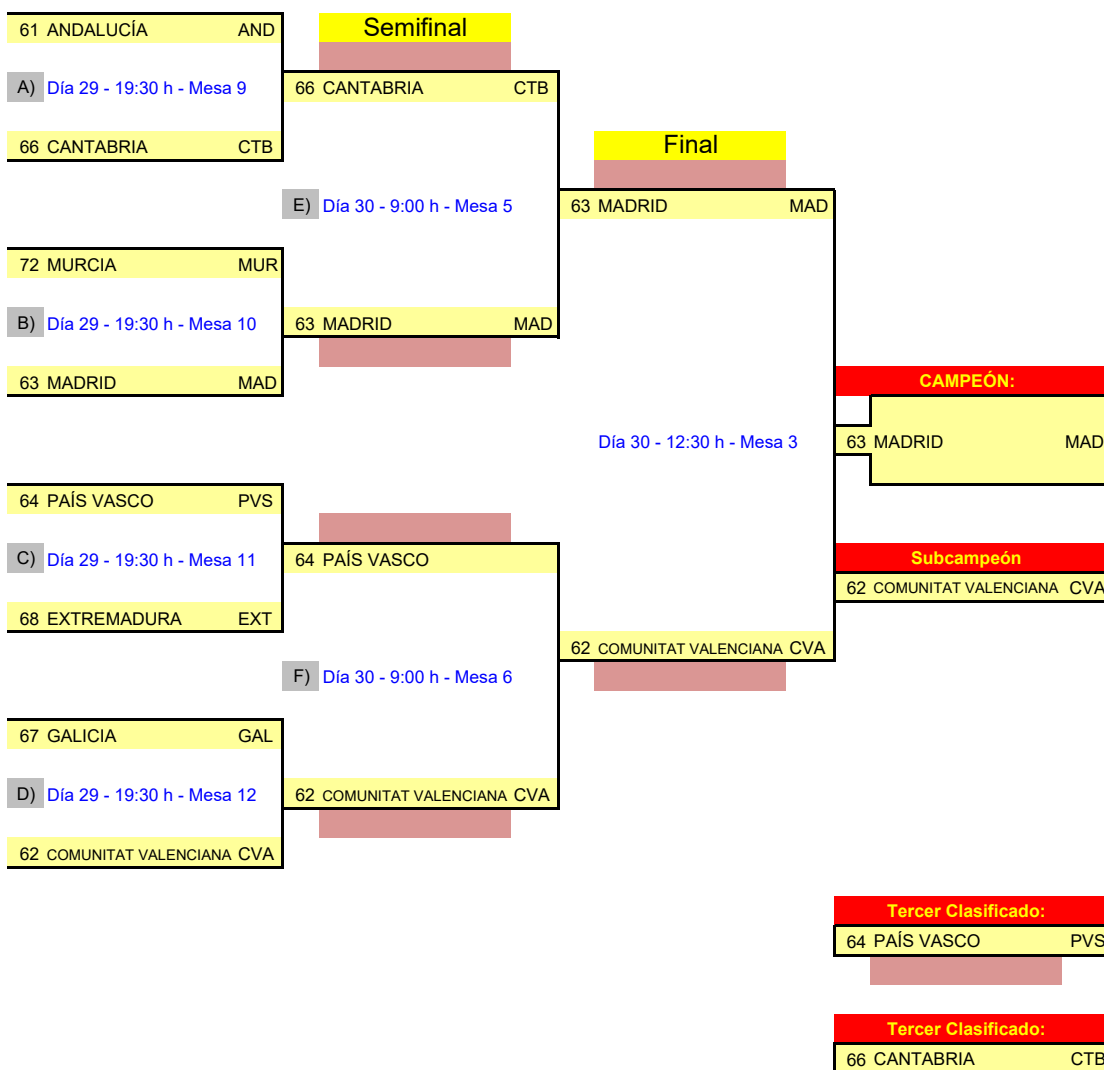 61 ANDALUCÍA AND Semifinal
A) Día 29 - 19:30 h - Mesa 9 66 CANTABRIA CTB
66 CANTABRIA CTB Final
E) Día 30 - 9:00 h - Mesa 5 63 MADRID MAD
72 MURCIA MUR
B) Día 29 - 19:30 h - Mesa 10 63 MADRID MAD
63 MADRID MAD CAMPEÓN:
Día 30 - 12:30 h - Mesa 3 63 MADRID MAD
64 PAÍS VASCO PVS
C) Día 29 - 19:30 h - Mesa 11 64 PAÍS VASCO Subcampeón
62 COMUNITAT VALENCIANA CVA
68 EXTREMADURA EXT
62 COMUNITAT VALENCIANA CVA
F) Día 30 - 9:00 h - Mesa 6
67 GALICIA GAL
D) Día 29 - 19:30 h - Mesa 12 62 COMUNITAT VALENCIANA CVA
62 COMUNITAT VALENCIANA CVA
Tercer Clasificado:
64 PAÍS VASCO PVS
Tercer Clasificado:
66 CANTABRIA CTB